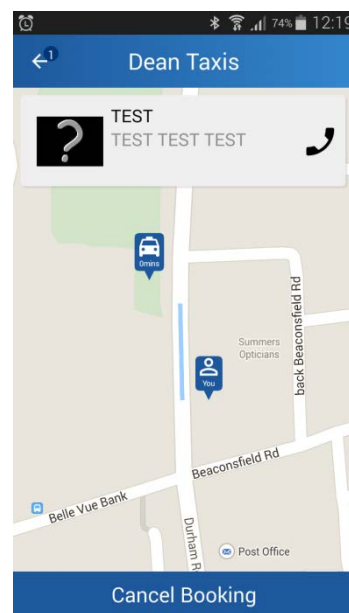 74% 12:19
1 Dean Taxis
TEST
TEST TEST TEST
0mins
Summers
Opticians
back Beaconsfield Rd
You
Beaconsfield Rd
Belle Vue Bank
Durham R
Post Office
Cancel Booking